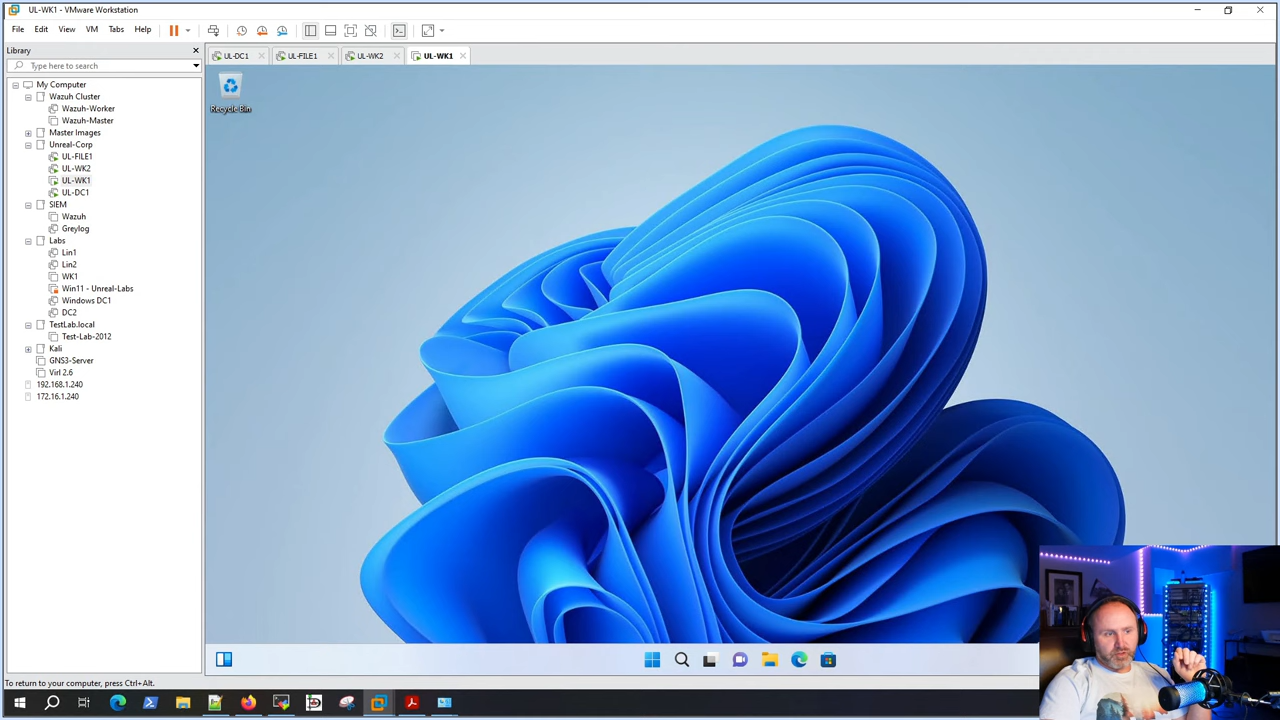 UL-WK1 - VMware Workstation
File Edit View VM Tabs Help
Library
Type here to search
UL-DC1 UL-FILE1 UL-WK2 UL-WK1
My Computer
Wazuh Cluster
Wazuh-Worker
Wazuh-Master
Master Images
Unreal-Corp
UL-FILE1
UL-WK2
UL-WK1
UL-DC1
SIEM
Wazuh
Greylog
Labs
Lin1
Lin2
WK1
Win11 - Unreal-Labs
Windows DC1
DC2
TestLab.local
Test-Lab-2012
Kali
GNS3-Server
Virl 2.6
192.168.1.240
172.16.1.240
Recycle Bin
To return to your computer, press Ctrl+Alt.